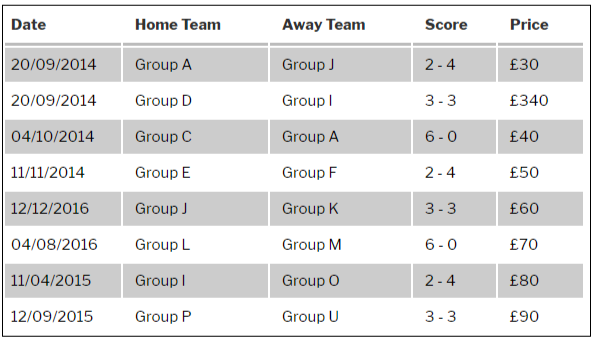 Date Home Team Away Team Score Price
20/09/2014 Group A Group J 2 - 4 £30
20/09/2014 Group D Group I 3 - 3 £340
04/10/2014 Group C Group A 6 - 0 £40
11/11/2014 Group E Group F 2 - 4 £50
12/12/2016 Group J Group K 3 - 3 £60
04/08/2016 Group L Group M 6 - 0 £70
11/04/2015 Group I Group O 2 - 4 £80
12/09/2015 Group P Group U 3 - 3 £90